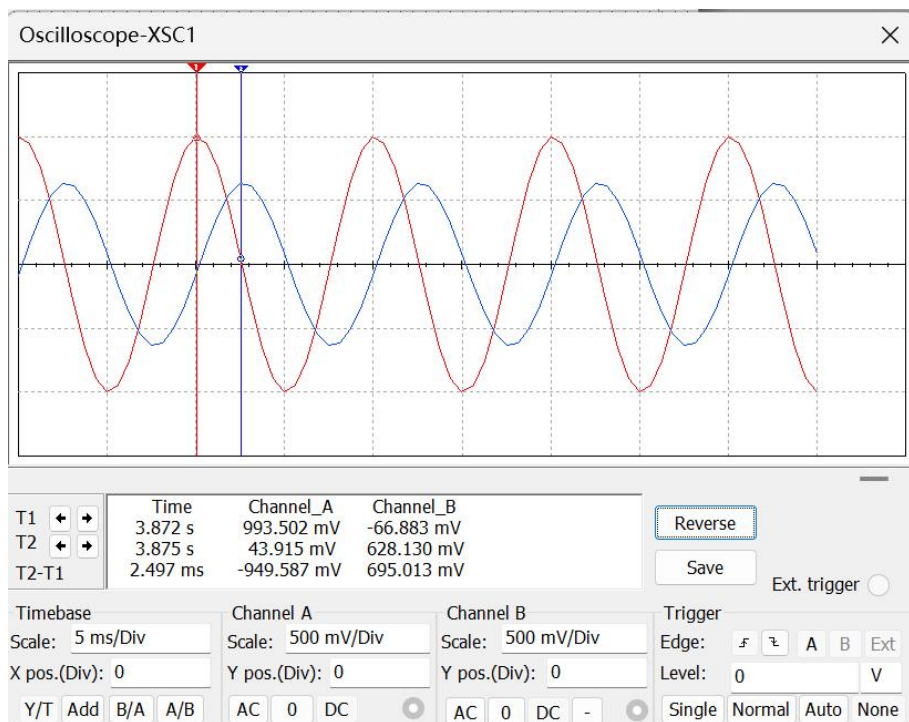 Oscilloscope-XSC1
1
2
Time Channel_A Channel_B
T1 3.872 s 993.502 mV -66.883 mV
T2 3.875 s 43.915 mV 628.130 mV
T2-T1 2.497 ms -949.587 mV 695.013 mV
Reverse
Save
Ext. trigger
Timebase
Scale: 5 ms/Div
X pos.(Div): 0
Y/T Add B/A A/B
Channel A
Scale: 500 mV/Div
Y pos.(Div): 0
AC 0 DC
Channel B
Scale: 500 mV/Div
Y pos.(Div): 0
AC 0 DC -
Trigger
Edge: A B Ext
Level: 0 V
Single Normal Auto None